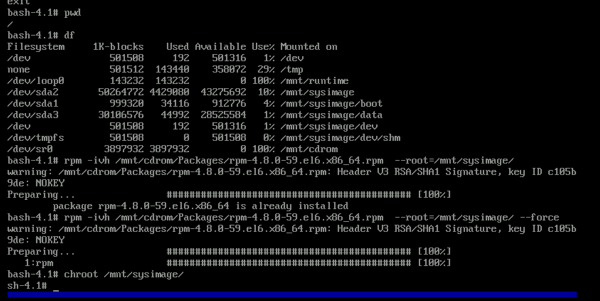 exit
bash-4.1# pwd
/
bash-4.1# df
Filesystem     1K-blocks    Used Available Use% Mounted on
/dev              501508     192    501316   1% /dev
none              501512  143440    358072  29% /tmp
/dev/loop0        143232  143232         0 100% /mnt/runtime
/dev/sda2       50264772 4429080  43275692  10% /mnt/sysimage
/dev/sda1         999320   34116    912776   4% /mnt/sysimage/boot
/dev/sda3       30106576   44992  28525584   1% /mnt/sysimage/data
/dev              501508     192    501316   1% /mnt/sysimage/dev
/dev/tmpfs        501508       0    501508   0% /mnt/sysimage/dev/shm
/dev/sr0         3897932 3897932         0 100% /mnt/cdrom
bash-4.1# rpm -ivh /mnt/cdrom/Packages/rpm-4.8.0-59.el6.x86_64.rpm  --root=/mnt/sysimage/
warning: /mnt/cdrom/Packages/rpm-4.8.0-59.el6.x86_64.rpm: Header V3 RSA/SHA1 Signature, key ID c105b
9de: NOKEY
Preparing...                ########################################### [100%]
        package rpm-4.8.0-59.el6.x86_64 is already installed
bash-4.1# rpm -ivh /mnt/cdrom/Packages/rpm-4.8.0-59.el6.x86_64.rpm  --root=/mnt/sysimage/ --force
warning: /mnt/cdrom/Packages/rpm-4.8.0-59.el6.x86_64.rpm: Header V3 RSA/SHA1 Signature, key ID c105b
9de: NOKEY
Preparing...                ########################################### [100%]
   1:rpm                    ########################################### [100%]
bash-4.1# chroot /mnt/sysimage/
sh-4.1# _